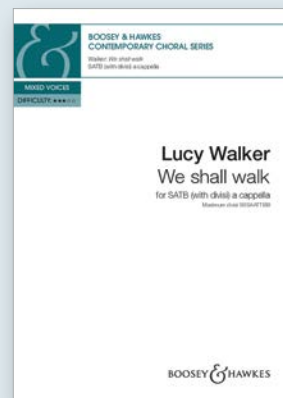 BOOSEY & HAWKES
CONTEMPORARY CHORAL SERIES
Walker: We shall walk
SATB (with divisi) a cappella
MIXED VOICES
DIFFICULTY ★★★☆☆
Lucy Walker
We shall walk
for SATB (with divisi) a cappella
BOOSEY & HAWKES